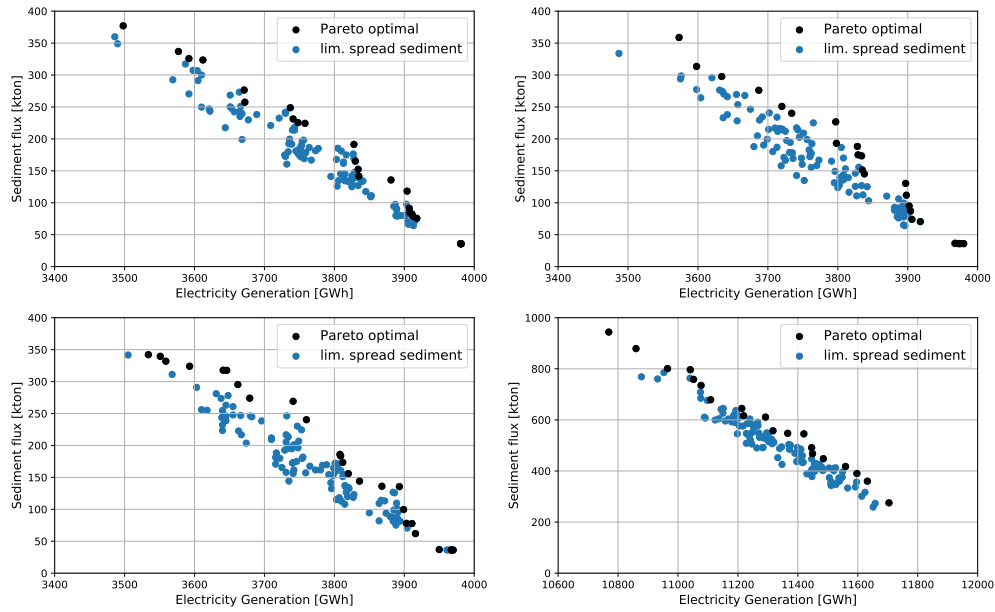 400
350
300
250
200
150
100
50
0
Sediment flux [kton]
Pareto optimal
lim. spread sediment
3400 3500 3600 3700 3800 3900 4000
Electricity Generation [GWh]
400
350
300
250
200
150
100
50
0
Sediment flux [kton]
Pareto optimal
lim. spread sediment
3400 3500 3600 3700 3800 3900 4000
Electricity Generation [GWh]
400
350
300
250
200
150
100
50
0
Sediment flux [kton]
Pareto optimal
lim. spread sediment
3400 3500 3600 3700 3800 3900 4000
Electricity Generation [GWh]
1000
800
600
400
200
0
Sediment flux [kton]
Pareto optimal
lim. spread sediment
10600 10800 11000 11200 11400 11600 11800 12000
Electricity Generation [GWh]